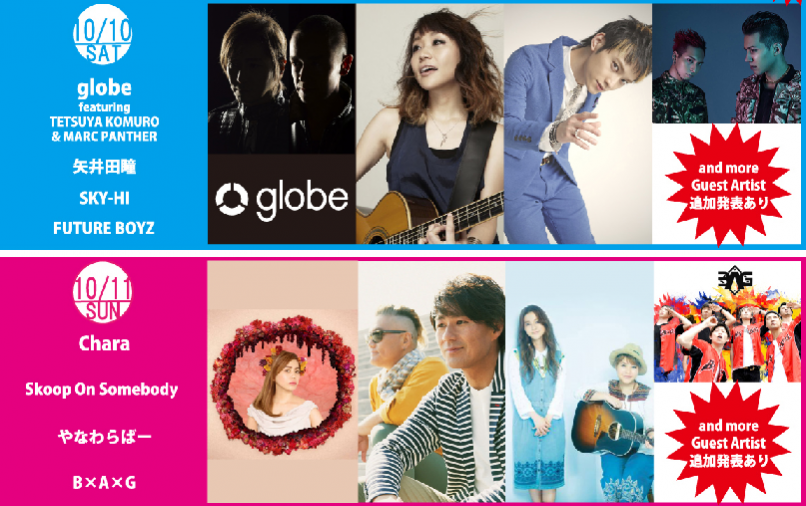 10/10
SAT
globe
featuring
TETSUYA KOMURO
& MARC PANTHER
矢井田瞳
SKY-HI
FUTURE BOYZ
globe
and more
Guest Artist
追加発表あり
10/11
SUN
Chara
Skoop On Somebody
やなわらばー
B×A×G
and more
Guest Artist
追加発表あり